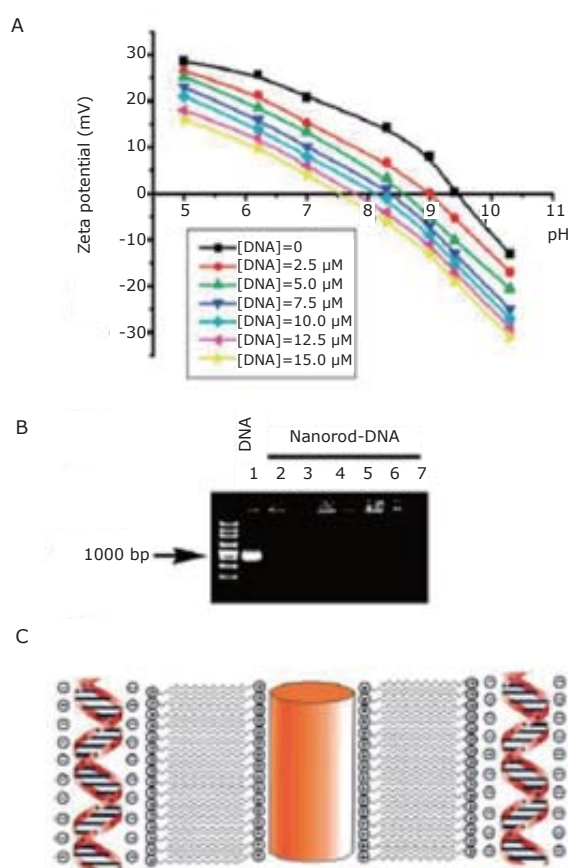 A
Zeta potential (mV)
30
20
10
0
-10
-20
-30
5 6 7 8 9 10 11
pH
[DNA]=0
[DNA]=2.5 µM
[DNA]=5.0 µM
[DNA]=7.5 µM
[DNA]=10.0 µM
[DNA]=12.5 µM
[DNA]=15.0 µM
B
DNA
Nanorod-DNA
1 2 3 4 5 6 7
1000 bp
C